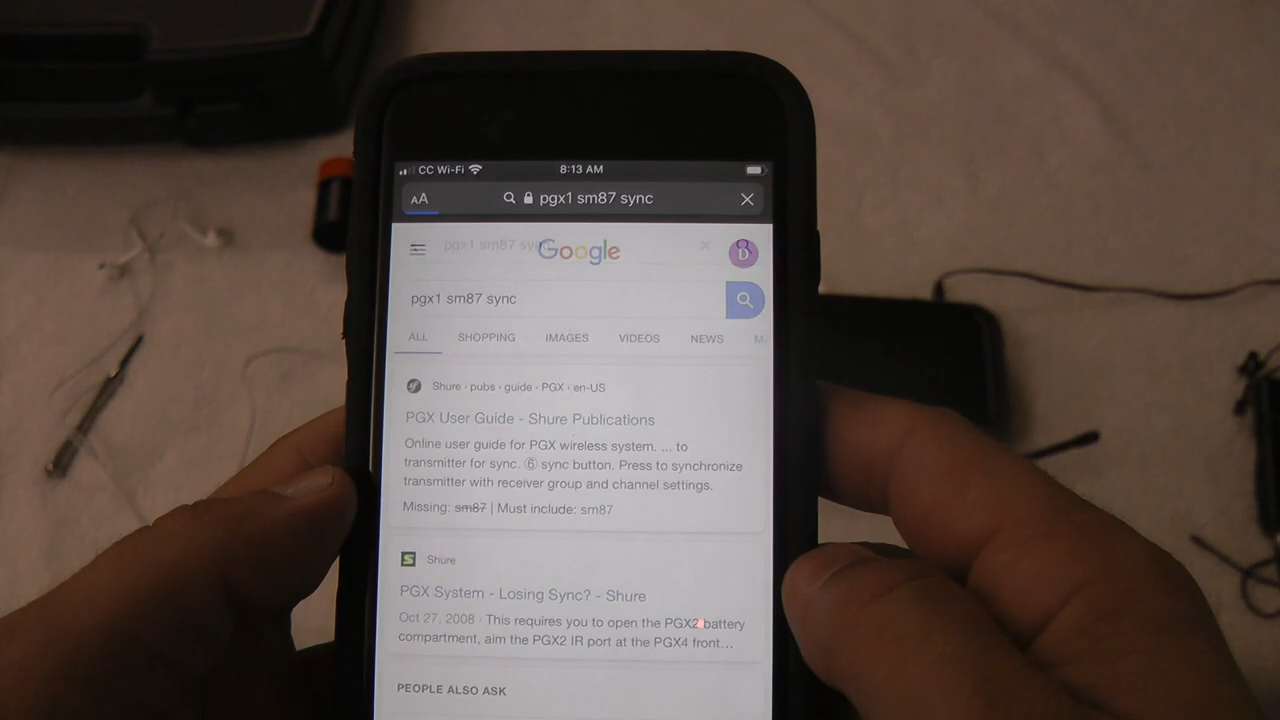 CC Wi-Fi 8:13 AM
AA pgx1 sm87 sync
pgx1 sm87 sync
Google D
pgx1 sm87 sync
ALL SHOPPING IMAGES VIDEOS NEWS M
Shure › pubs › guide › PGX › en-US
PGX User Guide - Shure Publications
Online user guide for PGX wireless system. ... to
transmitter for sync. ⑥ sync button. Press to synchronize
transmitter with receiver group and channel settings.
Missing: sm87 | Must include: sm87
S Shure
PGX System - Losing Sync? - Shure
Oct 27, 2008 · This requires you to open the PGX2 battery
compartment, aim the PGX2 IR port at the PGX4 front...
PEOPLE ALSO ASK